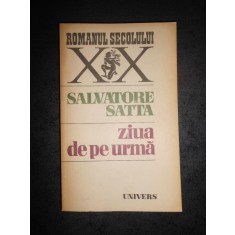 ROMANUL SECOLULUI
XX
SALVATORE
SATTA
ziua
de pe urmă
UNIVERS